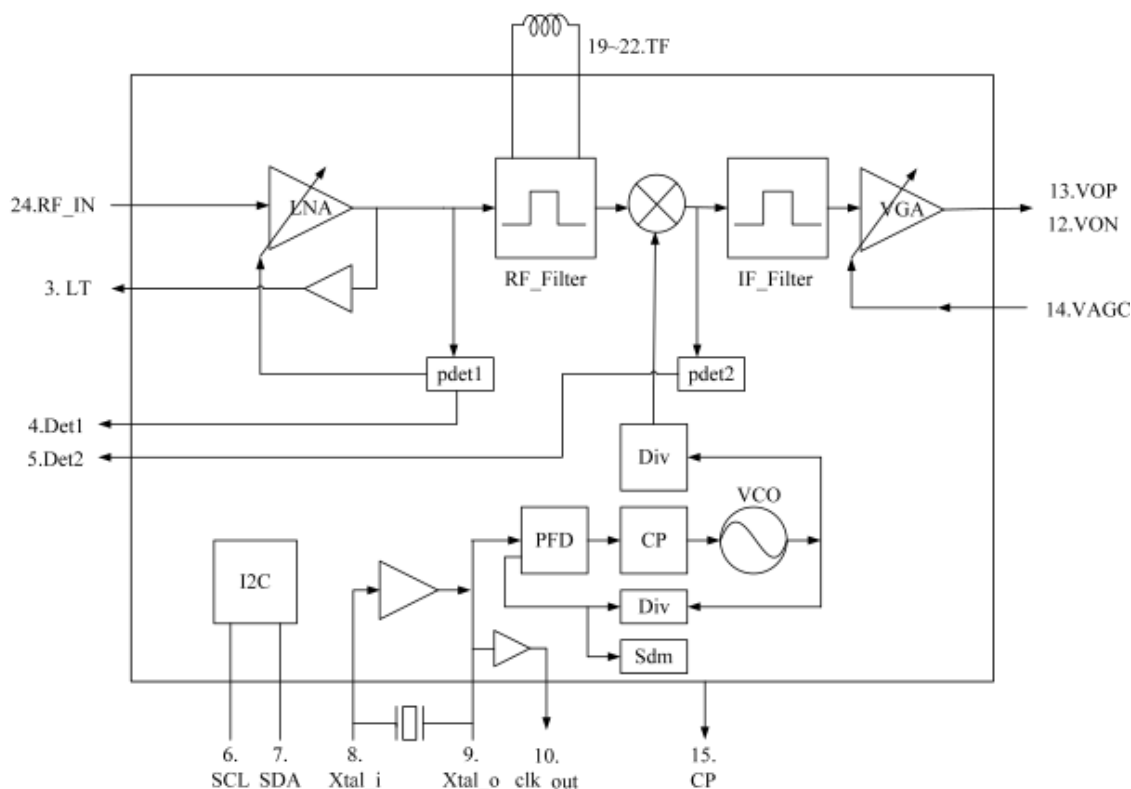 19~22.TF
24.RF_IN
LNA
VGA
13.VOP
12.VON
3. LT
RF_Filter
IF_Filter
14.VAGC
pdet1
pdet2
4.Det1
5.Det2
Div
VCO
PFD
CP
I2C
Div
Sdm
6.
SCL
7.
SDA
8.
Xtal_i
9.
Xtal_o
10.
clk_out
15.
CP